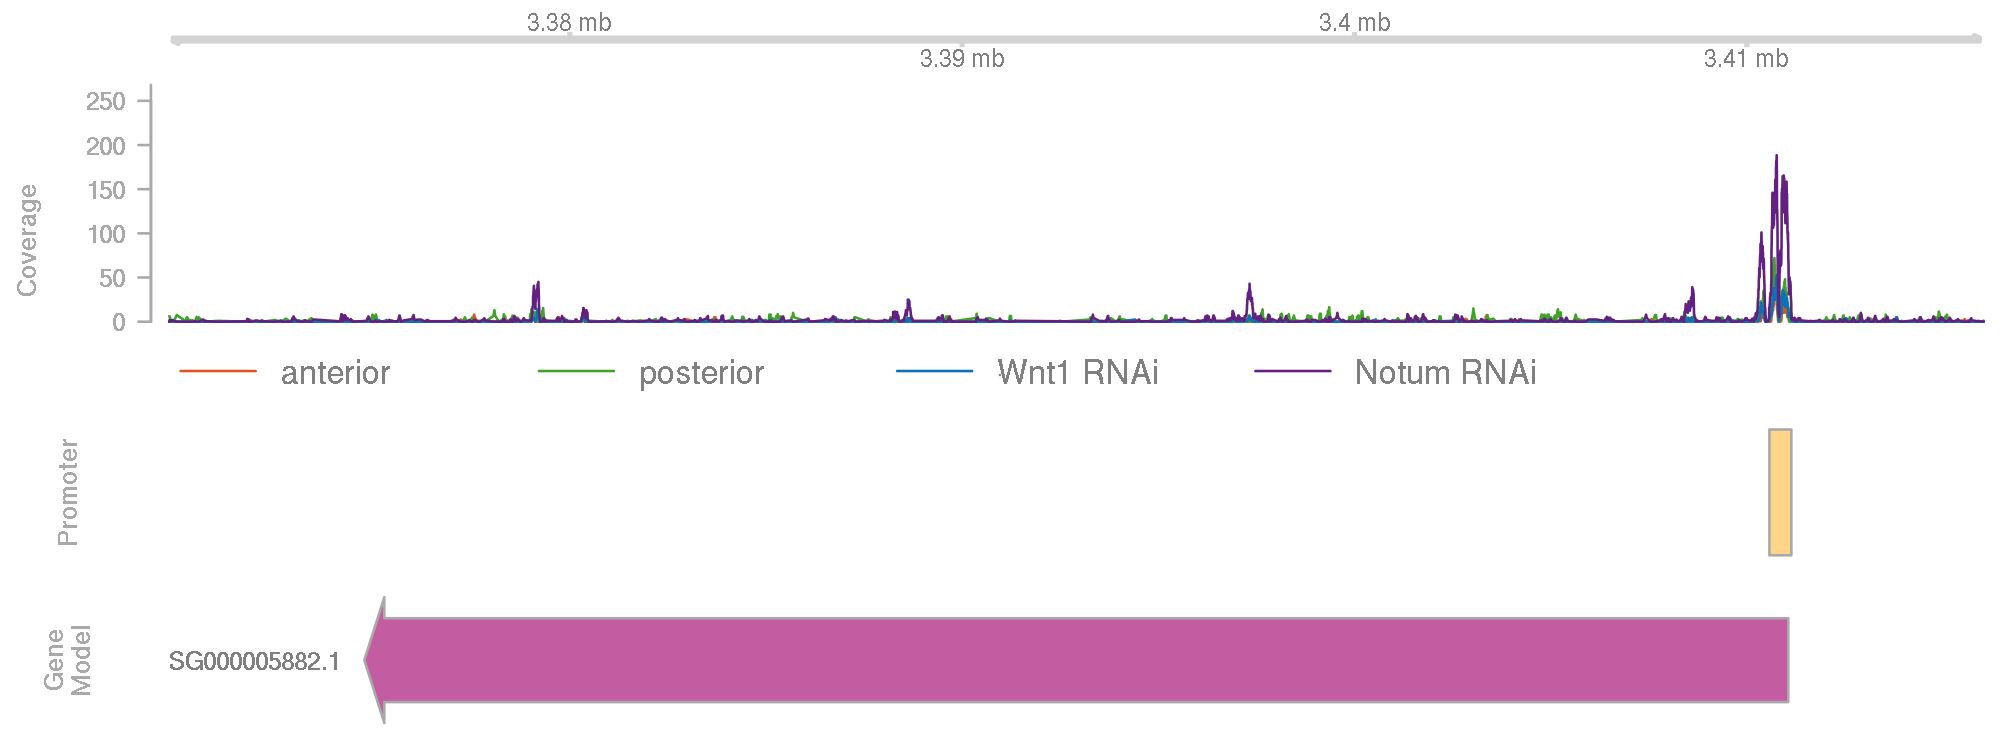 3.38 mb
3.4 mb
3.39 mb
3.41 mb
Coverage
250
200
150
100
50
0
anterior posterior Wnt1 RNAi Notum RNAi
Promoter
Gene
Model
SG000005882.1